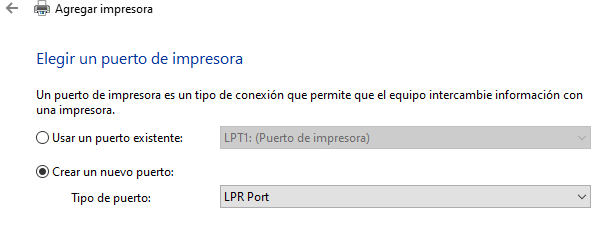 Agregar impresora
Elegir un puerto de impresora
Un puerto de impresora es un tipo de conexión que permite que el equipo intercambie información con
una impresora.
Usar un puerto existente: LPT1: (Puerto de impresora)
Crear un nuevo puerto:
Tipo de puerto: LPR Port